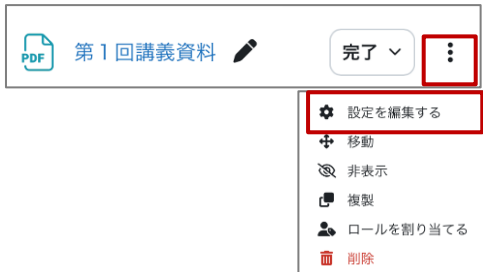 PDF 第1回講義資料 完了
設定を編集する
移動
非表示
複製
ロールを割り当てる
削除